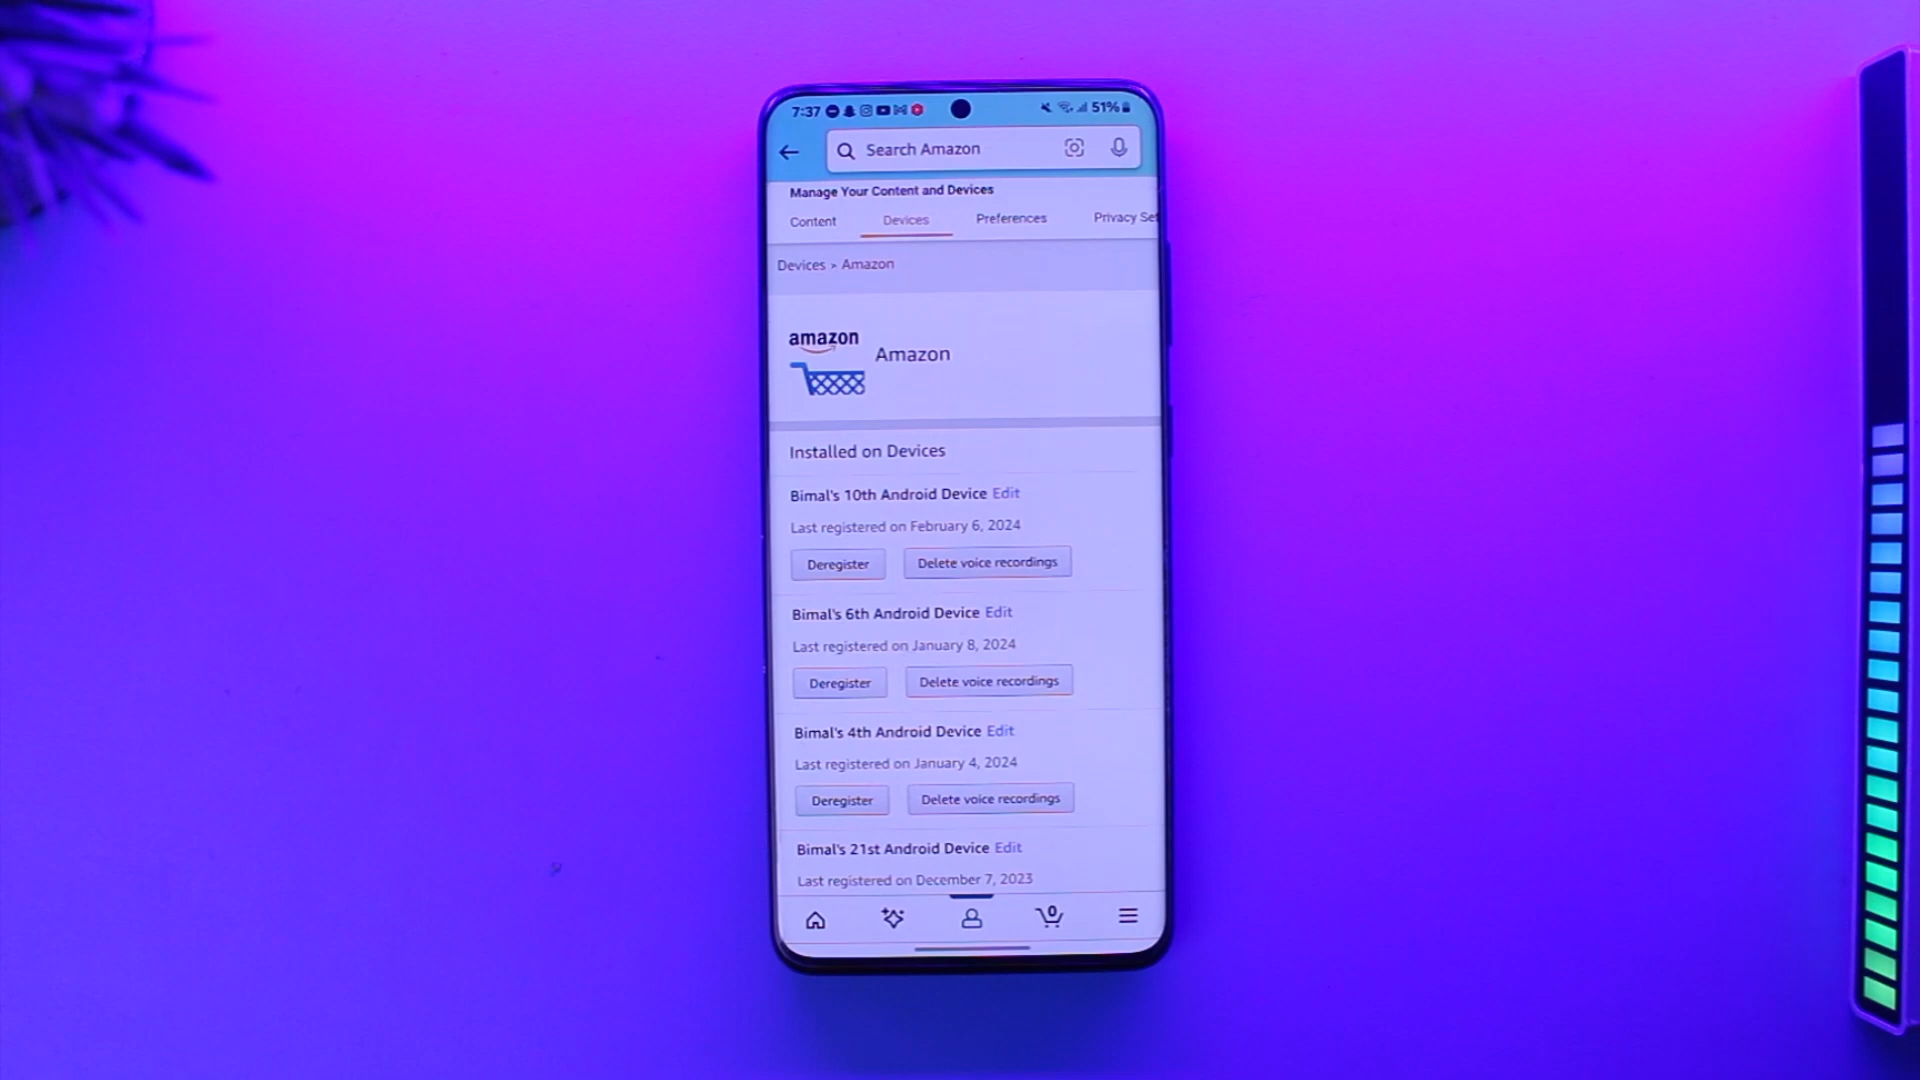 7:37 51%
Search Amazon
Manage Your Content and Devices
Content Devices Preferences Privacy Set
Devices > Amazon
amazon
Amazon
Installed on Devices
Bimal's 10th Android Device Edit
Last registered on February 6, 2024
Deregister Delete voice recordings
Bimal's 6th Android Device Edit
Last registered on January 8, 2024
Deregister Delete voice recordings
Bimal's 4th Android Device Edit
Last registered on January 4, 2024
Deregister Delete voice recordings
Bimal's 21st Android Device Edit
Last registered on December 7, 2023
0